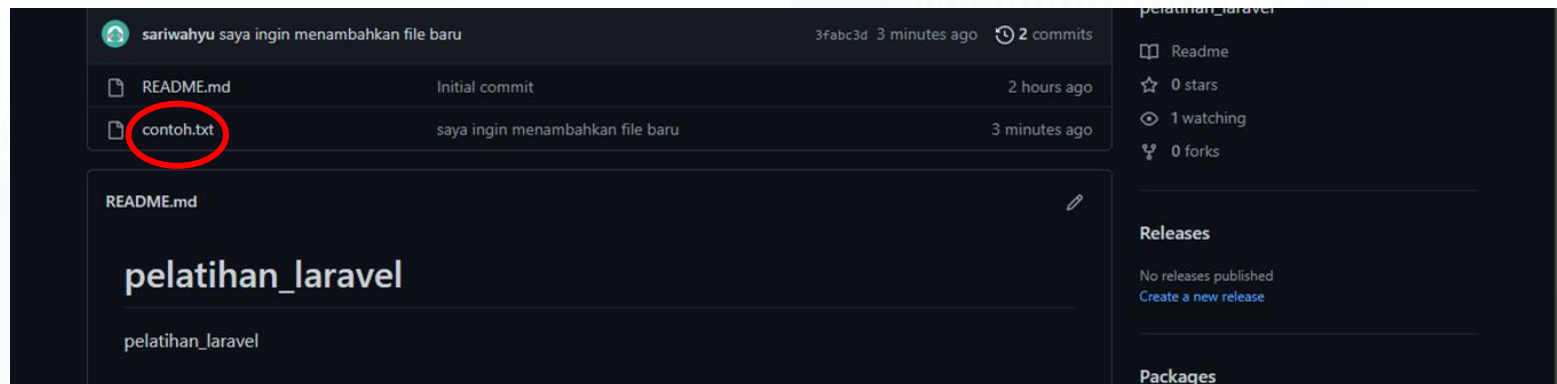 sariwahyu saya ingin menambahkan file baru 3fabc3d 3 minutes ago 2 commits
README.md Initial commit 2 hours ago
contoh.txt saya ingin menambahkan file baru 3 minutes ago
README.md
pelatihan_laravel
pelatihan_laravel
pelatihan_laravel
Readme
0 stars
1 watching
0 forks
Releases
No releases published
Create a new release
Packages